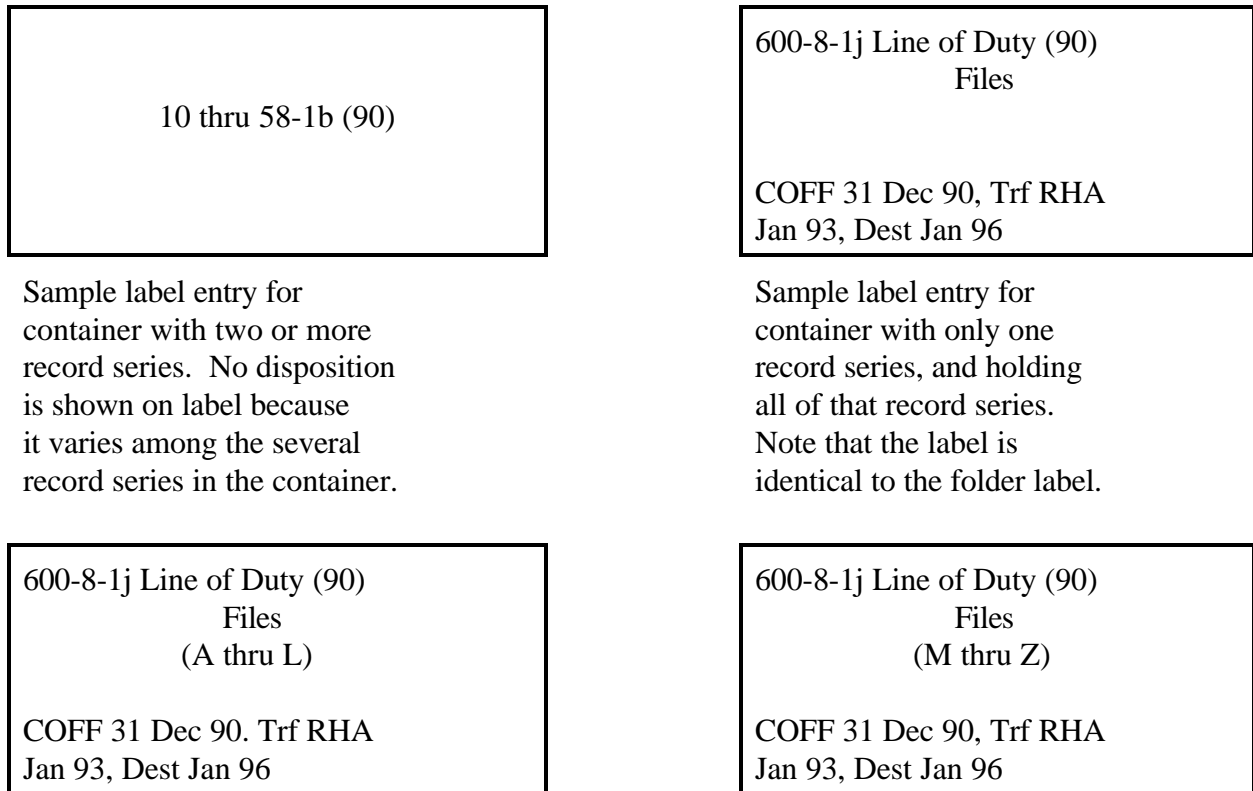 10 thru 58-1b (90)
Sample label entry for
container with two or more
record series.  No disposition
is shown on label because
it varies among the several
record series in the container.
600-8-1j Line of Duty (90)
Files
COFF 31 Dec 90, Trf RHA
Jan 93, Dest Jan 96
Sample label entry for
container with only one
record series, and holding
all of that record series.
Note that the label is
identical to the folder label.
600-8-1j Line of Duty (90)
Files
(A thru L)
COFF 31 Dec 90. Trf RHA
Jan 93, Dest Jan 96
600-8-1j Line of Duty (90)
Files
(M thru Z)
COFF 31 Dec 90, Trf RHA
Jan 93, Dest Jan 96